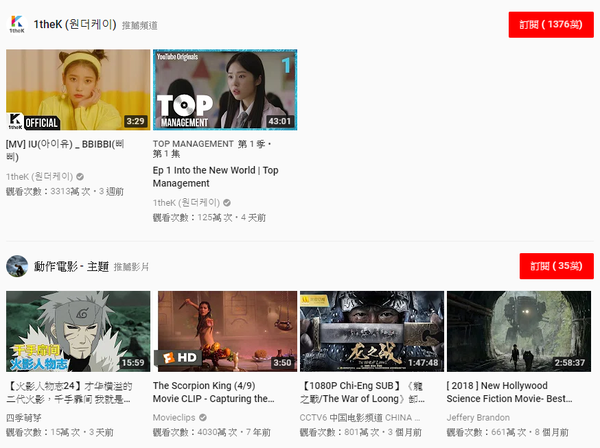 1theK (원더케이) 推薦頻道
訂閱 ( 1376萬)
YouTube Originals
1
OFFICIAL
1theK
3:29
TOP
MANAGEMENT
43:01
[MV] IU(아이유) _ BBIBBI(삐
삐)
1theK (원더케이)
觀看次數：3313萬 次・3 週前
TOP MANAGEMENT 第 1 季・
第 1 集
Ep 1 Into the New World | Top
Management
1theK (원더케이)
觀看次數：125萬 次・4 天前
動作電影 - 主題 推薦影片
訂閱 ( 35萬)
千手扉间
火影人物志
15:59
HD
3:50
龙之战
1:47:48
2:58:37
【火影人物志24】才华横溢的
二代火影，千手扉间 我就是...
四季胡琴
觀看次數：15萬 次・3 天前
The Scorpion King (4/9)
Movie CLIP - Capturing the...
Movieclips
觀看次數：4030萬 次・7 年前
【1080P Chi-Eng SUB】《龍
之戰/The War of Loong》卸...
CCTV6 中国电影频道 CHINA ...
觀看次數：801萬 次・3 個月前
[ 2018 ] New Hollywood
Science Fiction Movie- Best...
Jeffery Brandon
觀看次數：661萬 次・8 個月前